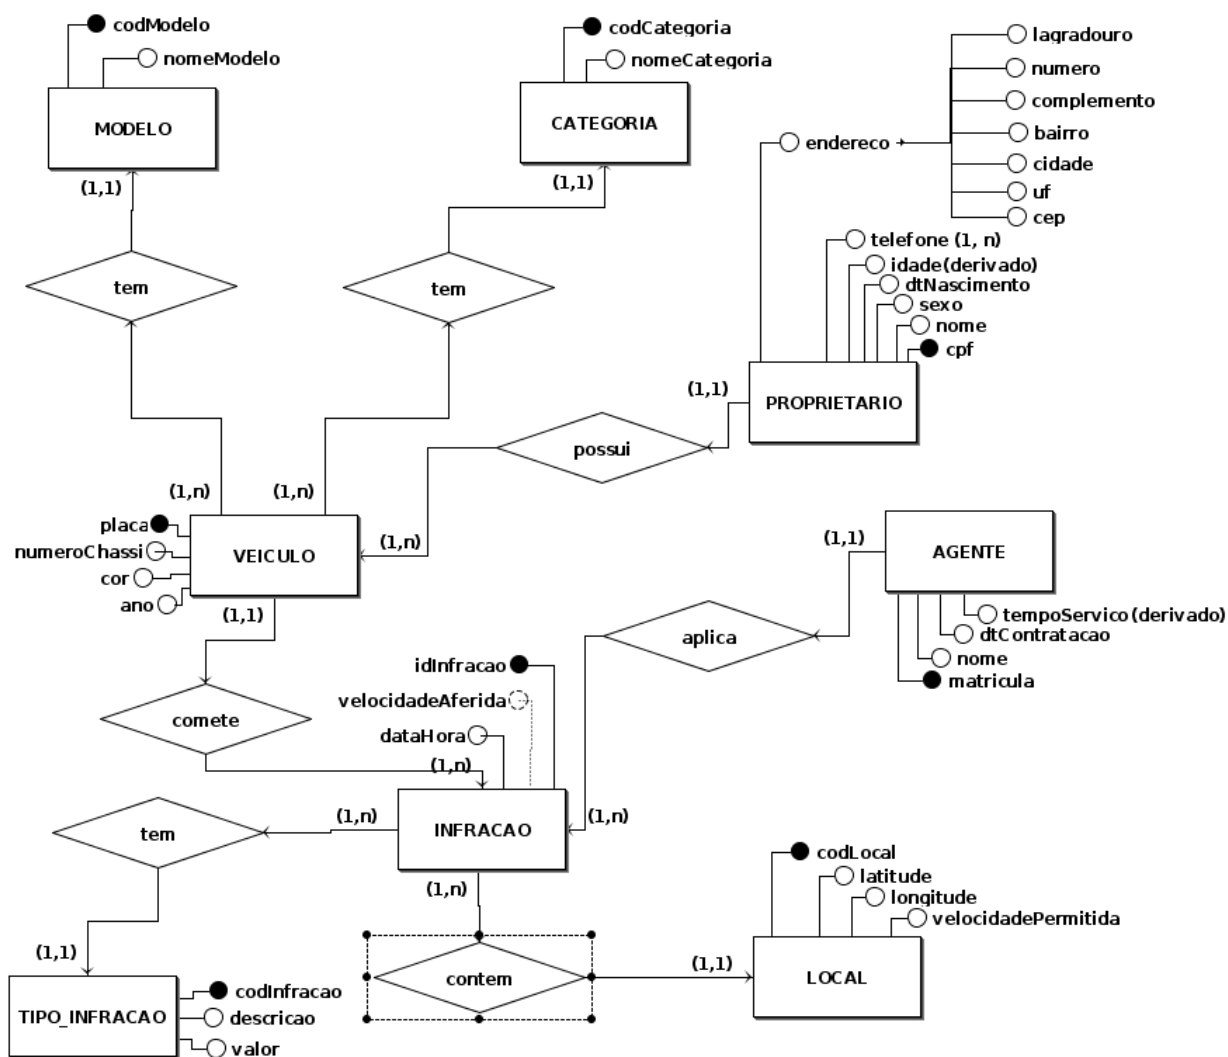 codModelo
nomeModelo
MODELO
(1,1)
tem
codCategoria
nomeCategoria
CATEGORIA
(1,1)
tem
lagradouro
numero
complemento
bairro
cidade
uf
cep
endereco
telefone (1, n)
idade(derivado)
dtNascimento
sexo
nome
cpf
PROPRIETARIO
(1,1)
possui
(1,n)
(1,n)
(1,n)
placa
numeroChassi
cor
ano
VEICULO
(1,1)
comete
(1,n)
AGENTE
(1,1)
tempoServico (derivado)
dtContratacao
nome
matricula
aplica
(1,n)
idInfracao
velocidadeAferida
dataHora
INFRACAO
(1,n)
tem
(1,1)
TIPO_INFRACAO
codInfracao
descricao
valor
(1,n)
contem
(1,1)
codLocal
latitude
longitude
velocidadePermitida
LOCAL